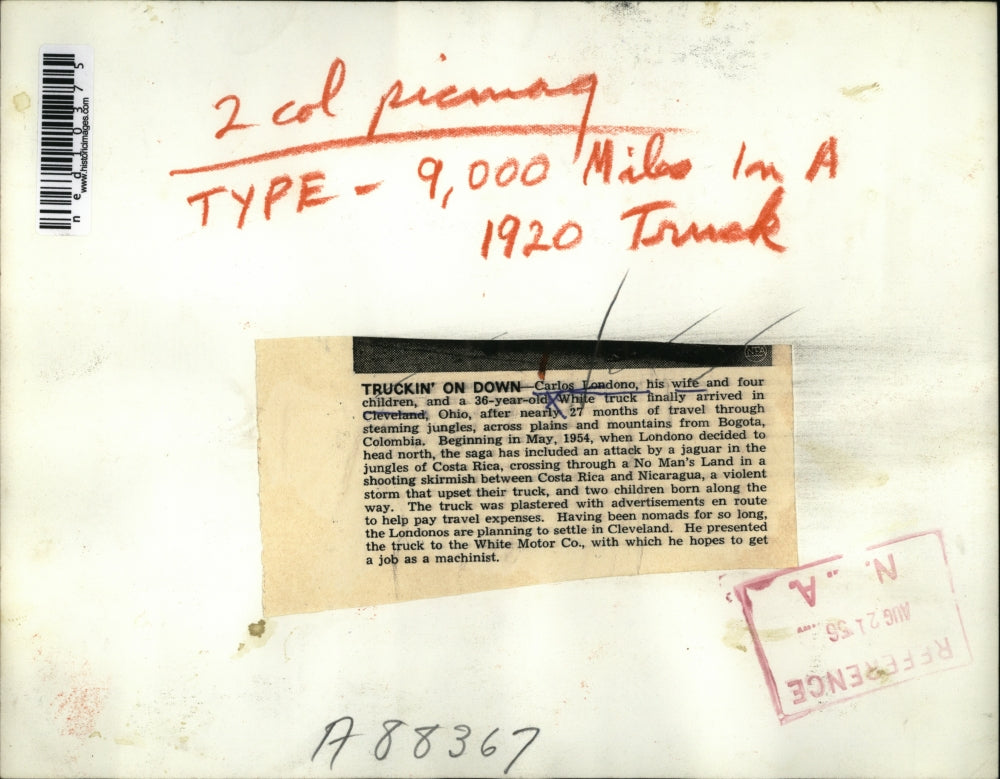 ned110375
www.historicimages.com
2 col picmag
TYPE - 9,000 Miles In A
1920 Truck
NEA
TRUCKIN' ON DOWN—Carlos Londono, his wife and four
children, and a 36-year-old White truck finally arrived in
Cleveland, Ohio, after nearly 27 months of travel through
steaming jungles, across plains and mountains from Bogota,
Colombia. Beginning in May, 1954, when Londono decided to
head north, the saga has included an attack by a jaguar in the
jungles of Costa Rica, crossing through a No Man's Land in a
shooting skirmish between Costa Rica and Nicaragua, a violent
storm that upset their truck, and two children born along the
way. The truck was plastered with advertisements en route
to help pay travel expenses. Having been nomads for so long,
the Londonos are planning to settle in Cleveland. He presented
the truck to the White Motor Co., with which he hopes to get
a job as a machinist.
REFERENCE
AUG 21 '56
A88367